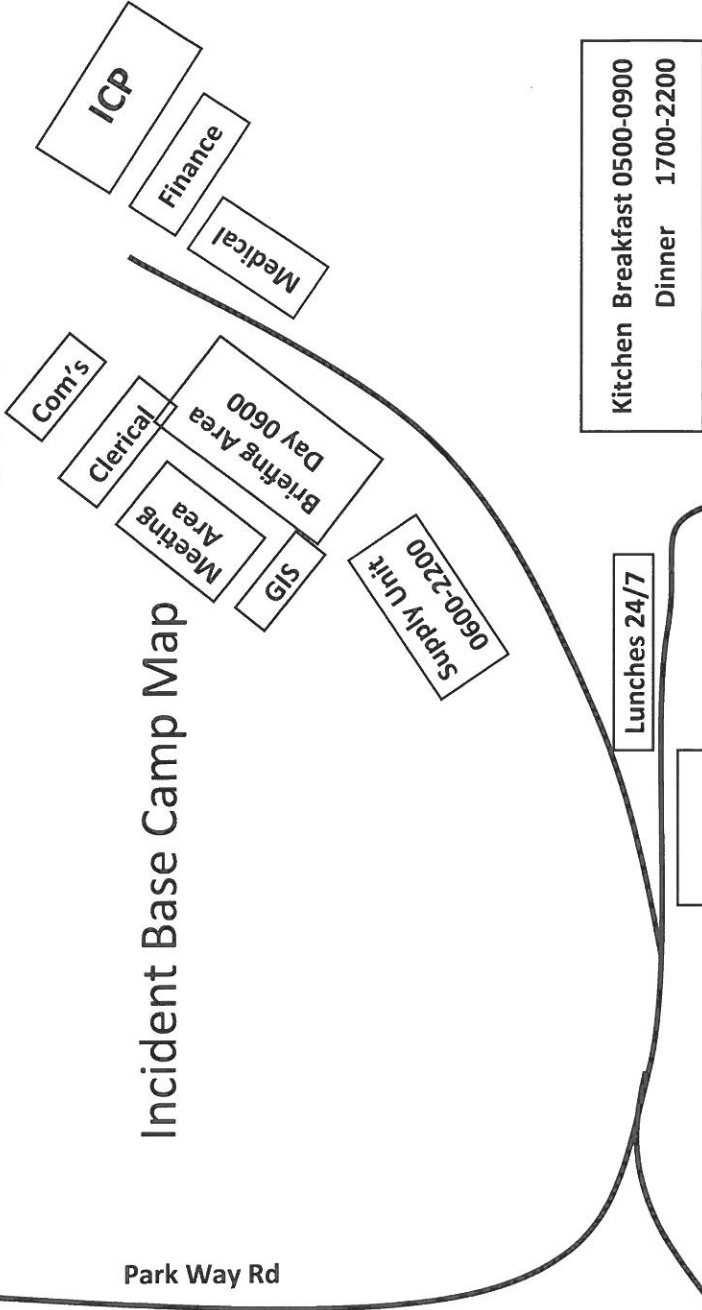 Incident Base Camp Map
ICP
Finance
Medical
Com's
Clerical
Briefing Area
Day 0600
Meeting
Area
GIS
Supply Unit
0600-2200
Kitchen Breakfast 0500-0900
Dinner 1700-2200
Lunches 24/7
Park Way Rd